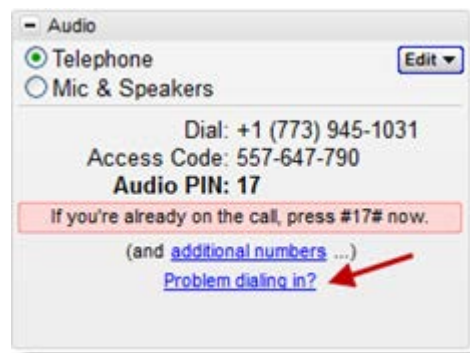 - Audio
Telephone
Edit
Mic & Speakers
Dial: +1 (773) 945-1031
Access Code: 557-647-790
Audio PIN: 17
If you're already on the call, press #17# now.
(and additional numbers ...)
Problem dialing in?